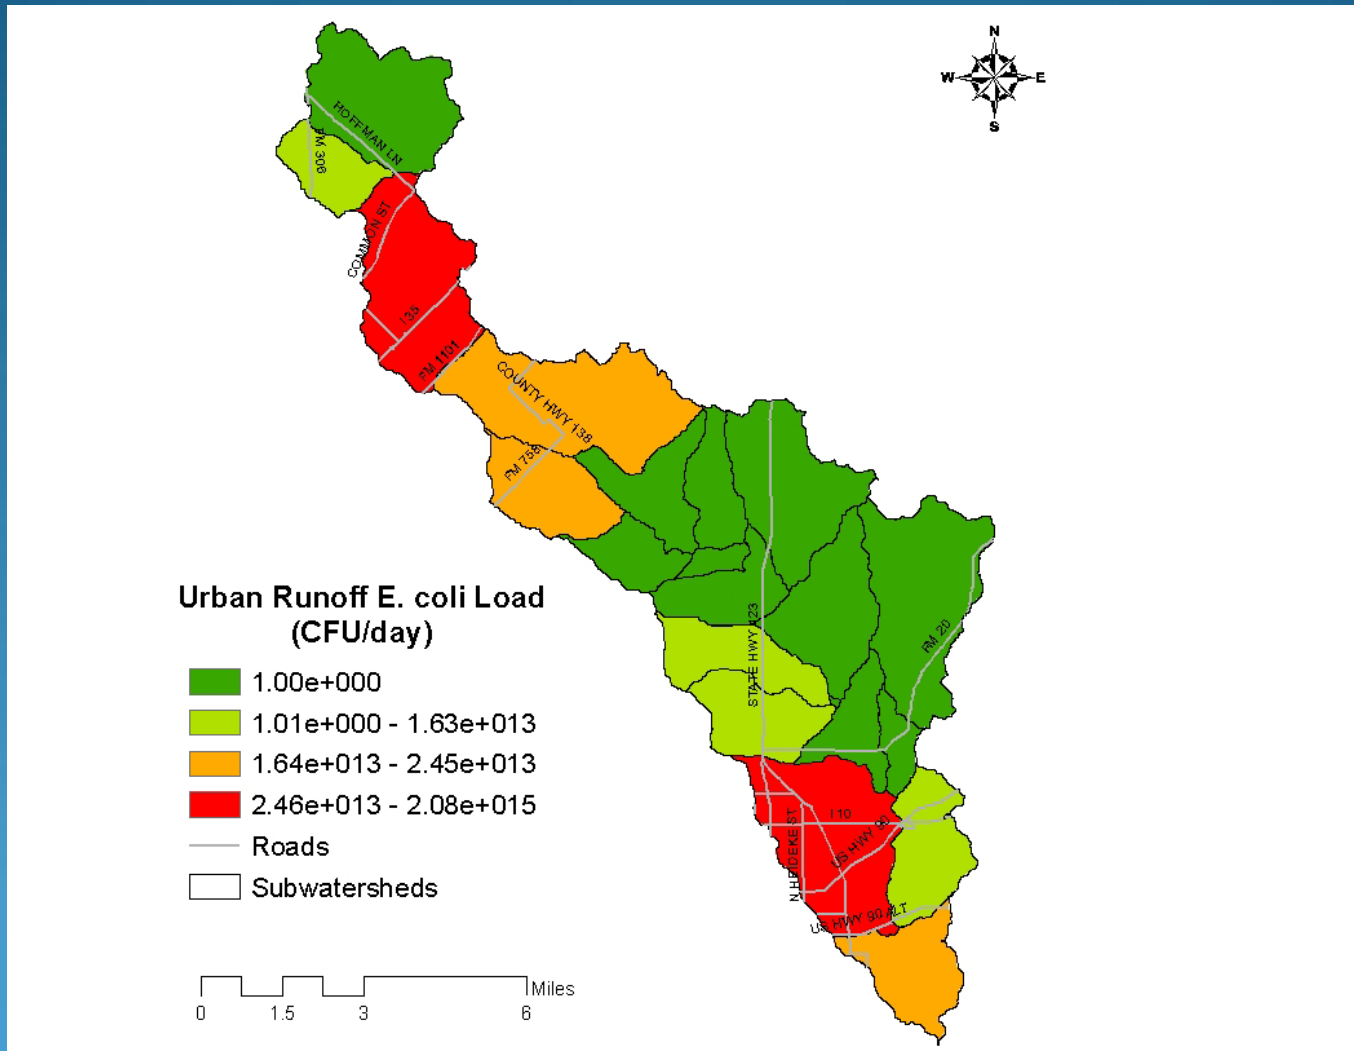 N
W E
S
HOFFMAN LN
FM 306
COMMON ST
I 35
FM 1101
COUNTY HWY 138
FM 758
STATE HWY 123
FM 20
Urban Runoff E. coli Load
(CFU/day)
1.00e+000
1.01e+000 - 1.63e+013
1.64e+013 - 2.45e+013
2.46e+013 - 2.08e+015
Roads
Subwatersheds
I 10
US HWY 90
N HEIDEKE ST
US HWY 90 ALT
Miles
0 1.5 3 6